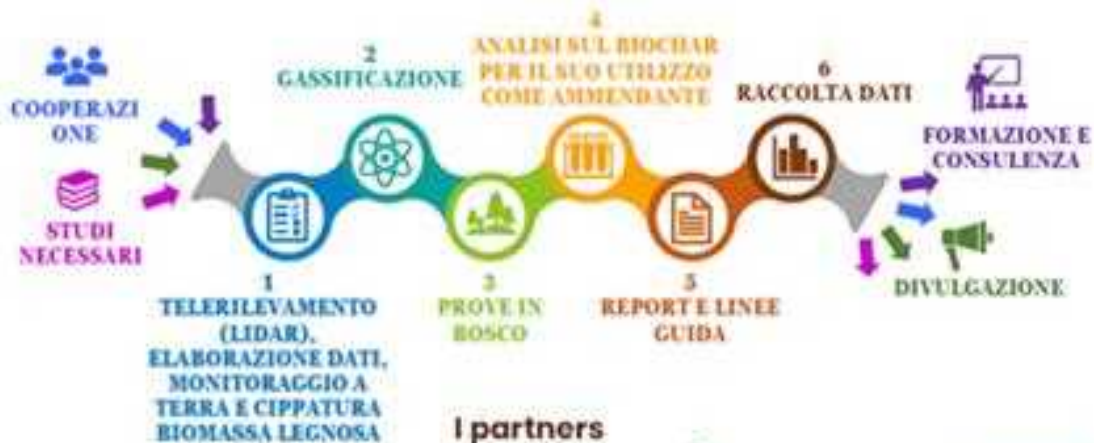 COOPERAZI
ONE
STUDI
NECESSARI
1
TELERILEVAMENTO
(LIDAR),
ELABORAZIONE DATI,
MONITORAGGIO A
TERRA E CIPPATURA
BIOMASSA LEGNOSA
2
GASSIFICAZIONE
3
PROVE IN
BOSCO
4
ANALISI SUL BIOCHAR
PER IL SUO UTILIZZO
COME AMMENDANTE
5
REPORT E LINEE
GUIDA
6
RACCOLTA DATI
FORMAZIONE E
CONSULENZA
DIVULGAZIONE
I partners